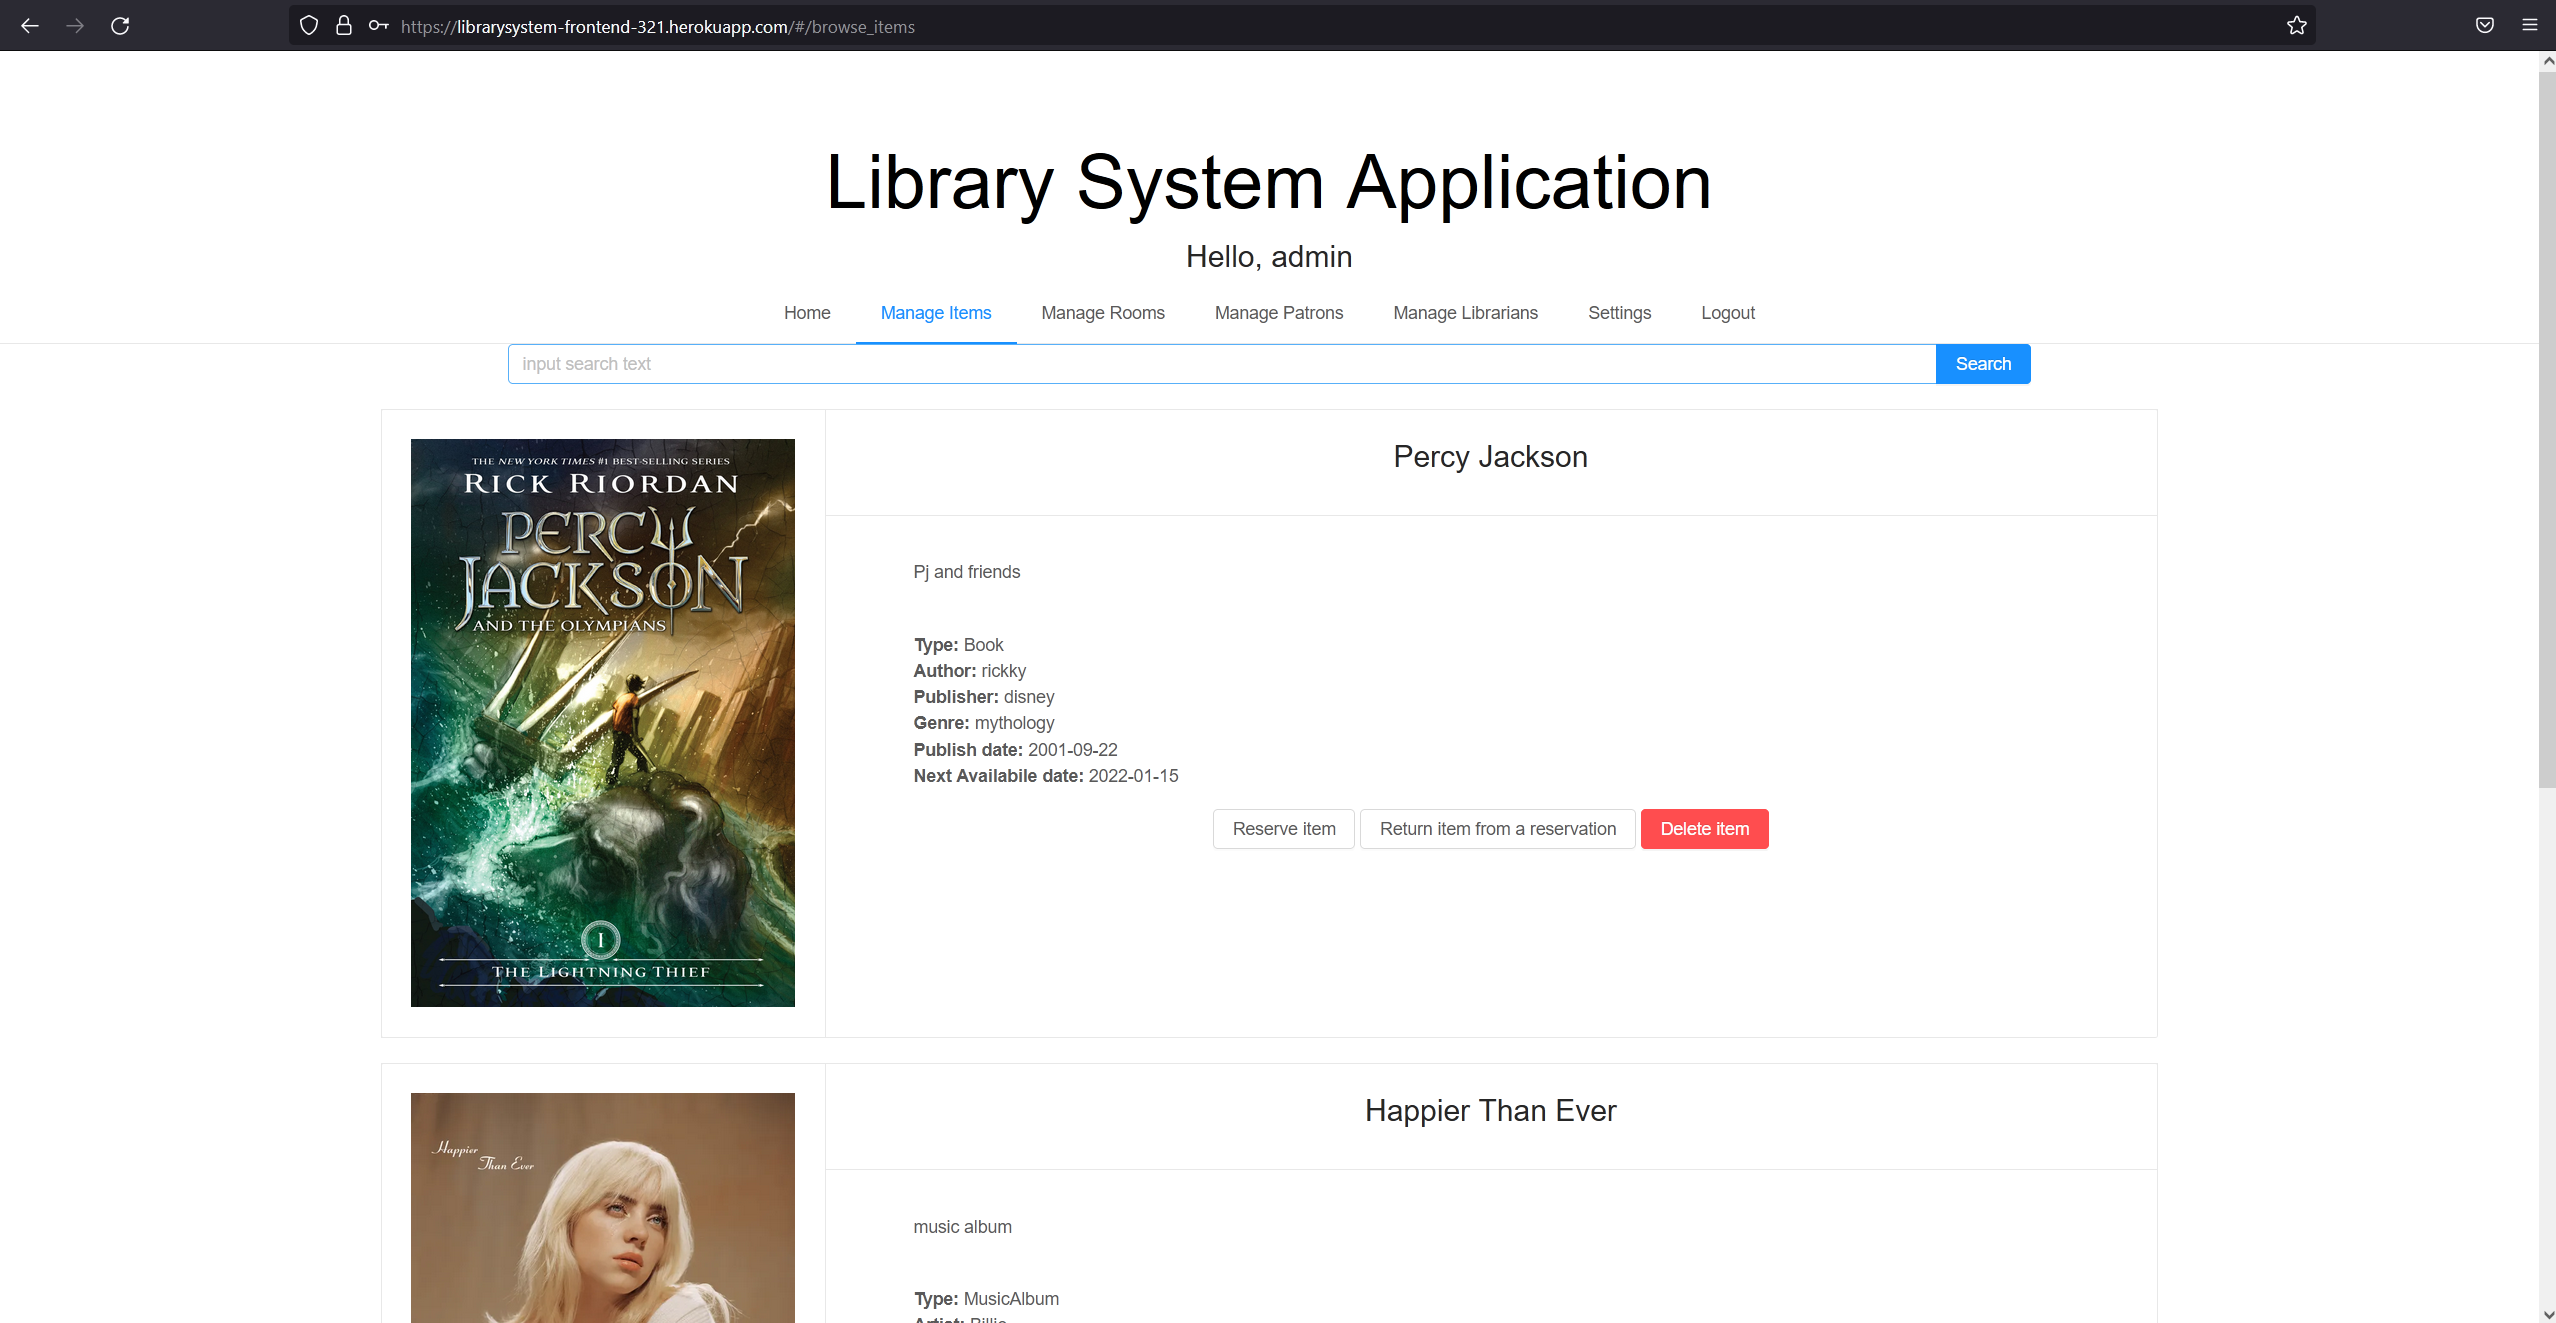 https://librarysystem-frontend-321.herokuapp.com/#/browse_items
Library System Application
Hello, admin
Home Manage Items Manage Rooms Manage Patrons Manage Librarians Settings Logout
input search text Search
THE NEW YORK TIMES #1 BEST-SELLING SERIES
RICK RIORDAN
PERCY
JACKSON
AND THE OLYMPIANS
I
THE LIGHTNING THIEF
Percy Jackson
Pj and friends
Type: Book
Author: rickky
Publisher: disney
Genre: mythology
Publish date: 2001-09-22
Next Availabile date: 2022-01-15
Reserve item Return item from a reservation Delete item
Happier
Than Ever
Happier Than Ever
music album
Type: MusicAlbum
Artist: Billie